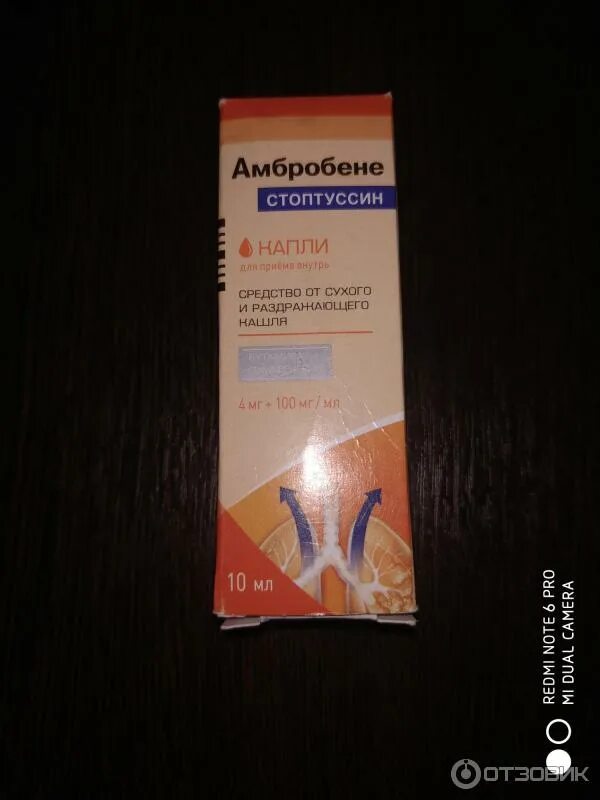 Амбробене
СТОПТУССИН
КАПЛИ
для приёма внутрь
СРЕДСТВО ОТ СУХОГО
И РАЗДРАЖАЮЩЕГО
КАШЛЯ
4 мг + 100 мг/мл
10 мл
REDMI NOTE 6 PRO
MI DUAL CAMERA
ОТЗОВИК